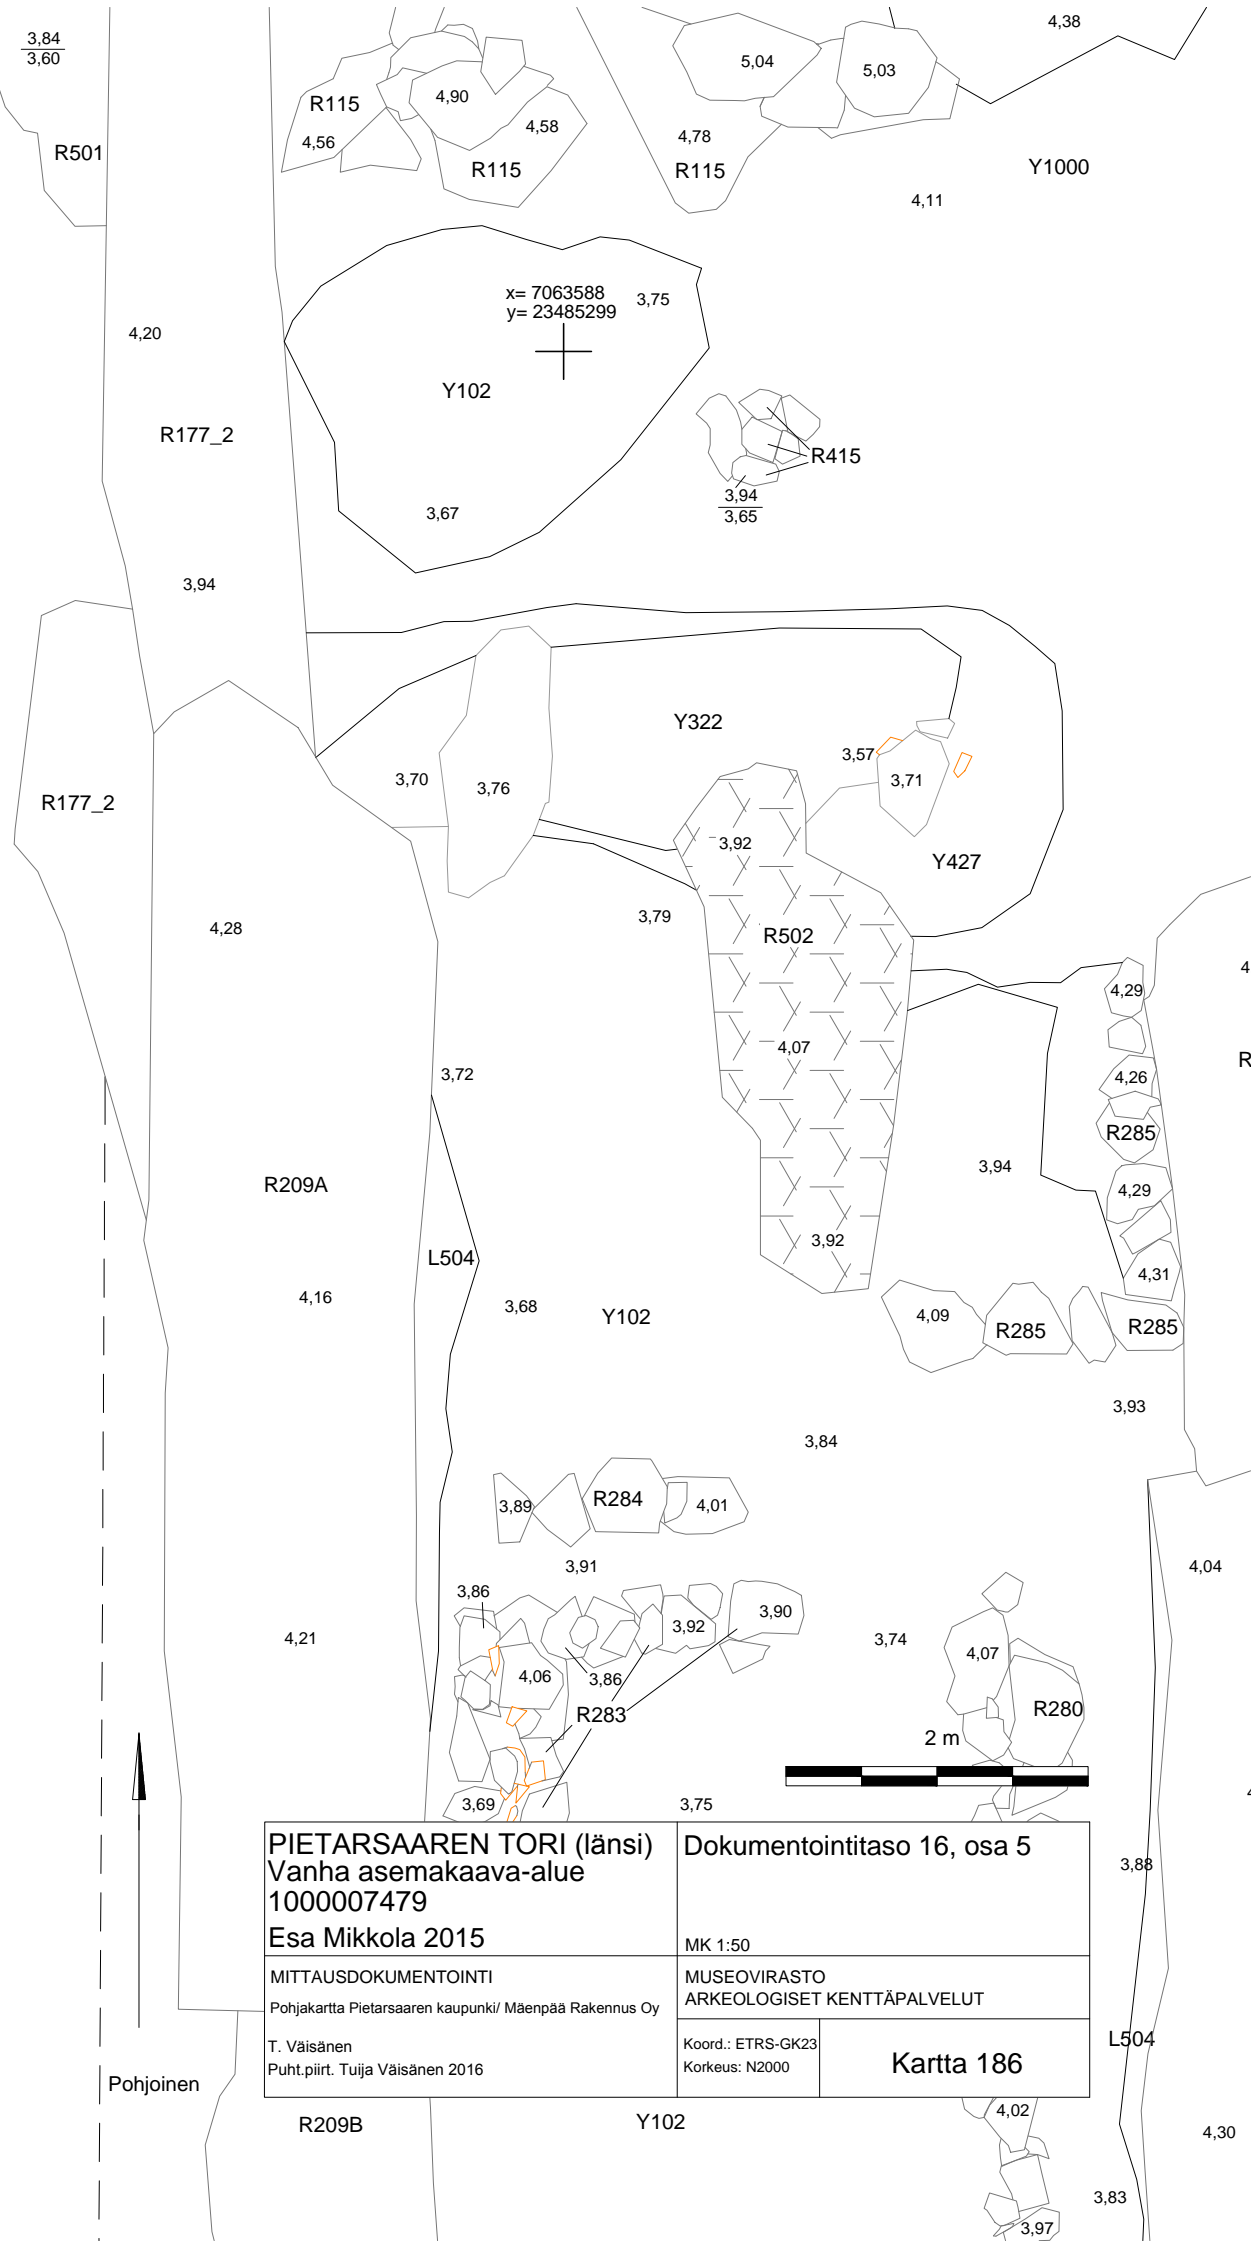 3,84
3,60
4,38
5,04
5,03
R115
4,90
4,56
4,58
R501
R115
4,78
R115
Y1000
4,11
x= 7063588
y= 23485299
3,75
4,20
Y102
R177_2
R415
3,94
3,65
3,67
3,94
Y322
3,57
3,70
3,76
3,71
R177_2
3,92
Y427
3,79
4,28
R502
4
4,29
4,07
R
3,72
4,26
R285
3,94
R209A
4,29
3,92
L504
4,31
4,16
3,68
Y102
4,09
R285
R285
3,93
3,84
3,89
R284
4,01
3,91
4,04
3,86
3,92
3,90
4,21
3,74
4,07
4,06
3,86
R283
R280
2 m
3,69
3,75
PIETARSAAREN TORI (länsi)
Vanha asemakaava-alue
1000007479
Esa Mikkola 2015
Dokumentointitaso 16, osa 5
MK 1:50
3,88
MITTAUSDOKUMENTOINTI
Pohjakartta Pietarsaaren kaupunki/ Mäenpää Rakennus Oy
T. Väisänen
Puht.piirt. Tuija Väisänen 2016
MUSEOVIRASTO
ARKEOLOGISET KENTTÄPALVELUT
Koord.: ETRS-GK23
Korkeus: N2000
Kartta 186
L504
Pohjoinen
R209B
Y102
4,02
4,30
3,83
3,97